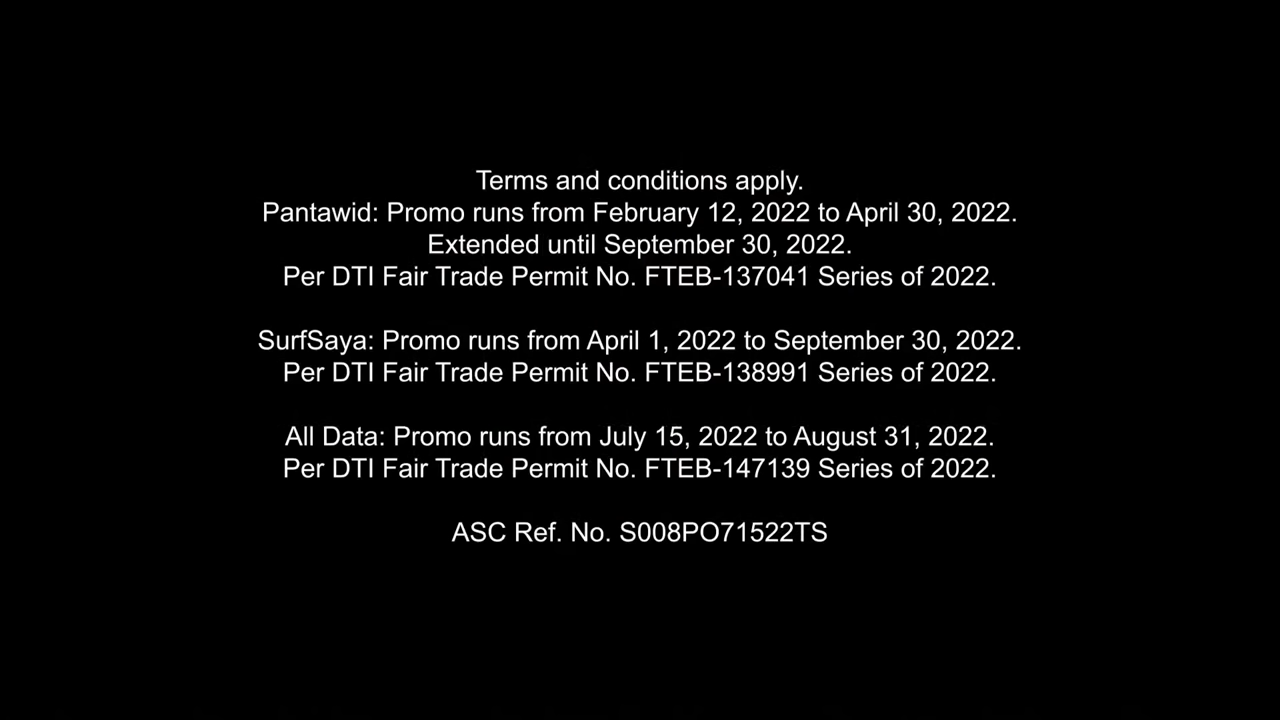 Terms and conditions apply.
Pantawid: Promo runs from February 12, 2022 to April 30, 2022.
Extended until September 30, 2022.
Per DTI Fair Trade Permit No. FTEB-137041 Series of 2022.
SurfSaya: Promo runs from April 1, 2022 to September 30, 2022.
Per DTI Fair Trade Permit No. FTEB-138991 Series of 2022.
All Data: Promo runs from July 15, 2022 to August 31, 2022.
Per DTI Fair Trade Permit No. FTEB-147139 Series of 2022.
ASC Ref. No. S008PO71522TS